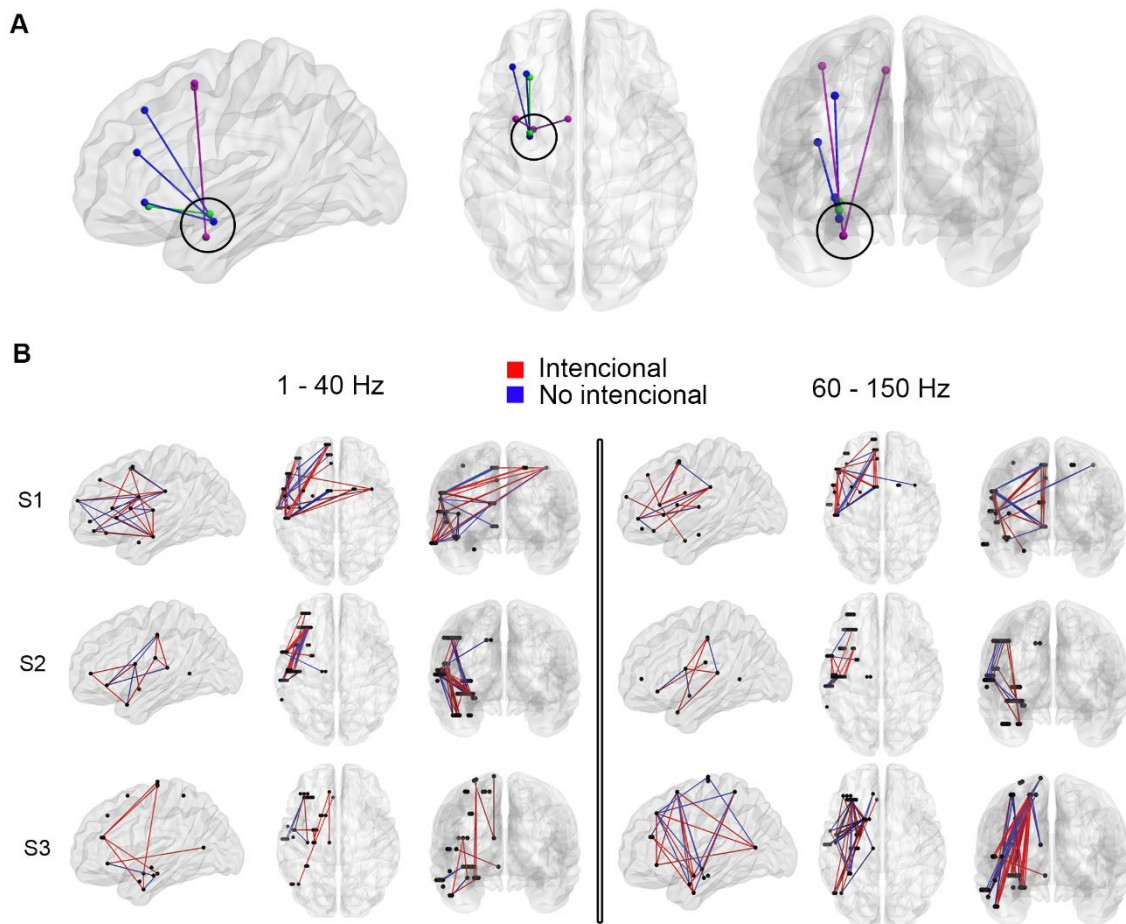 A
B
Intencional
No intencional
1 - 40 Hz
60 - 150 Hz
S1
S2
S3